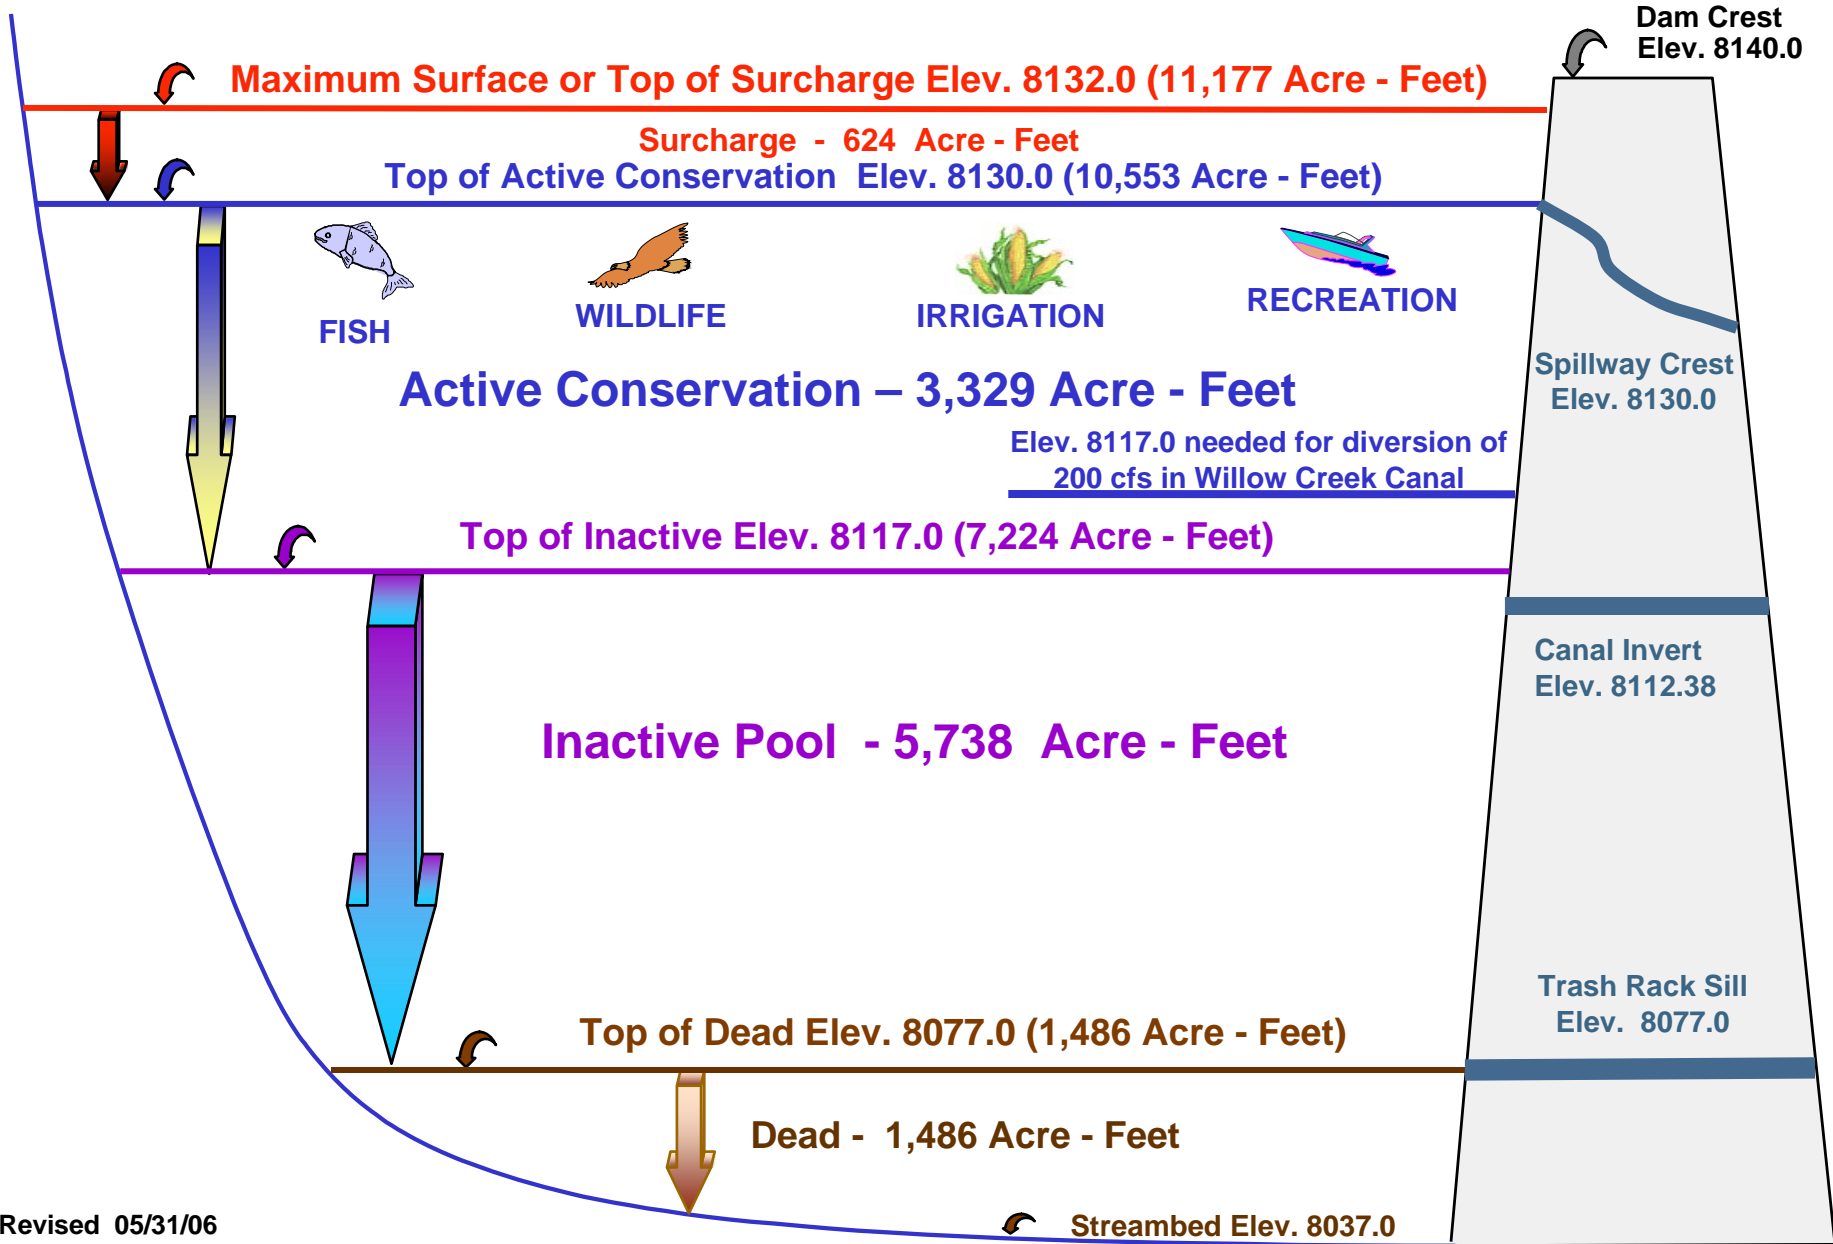 Dam Crest
Elev. 8140.0
Maximum Surface or Top of Surcharge Elev. 8132.0 (11,177 Acre - Feet)
Surcharge - 624 Acre - Feet
Top of Active Conservation Elev. 8130.0 (10,553 Acre - Feet)
FISH
WILDLIFE
IRRIGATION
RECREATION
Spillway Crest
Elev. 8130.0
Active Conservation – 3,329 Acre - Feet
Elev. 8117.0 needed for diversion of
200 cfs in Willow Creek Canal
Top of Inactive Elev. 8117.0 (7,224 Acre - Feet)
Canal Invert
Elev. 8112.38
Inactive Pool - 5,738 Acre - Feet
Trash Rack Sill
Elev. 8077.0
Top of Dead Elev. 8077.0 (1,486 Acre - Feet)
Dead - 1,486 Acre - Feet
Revised 05/31/06
Streambed Elev. 8037.0